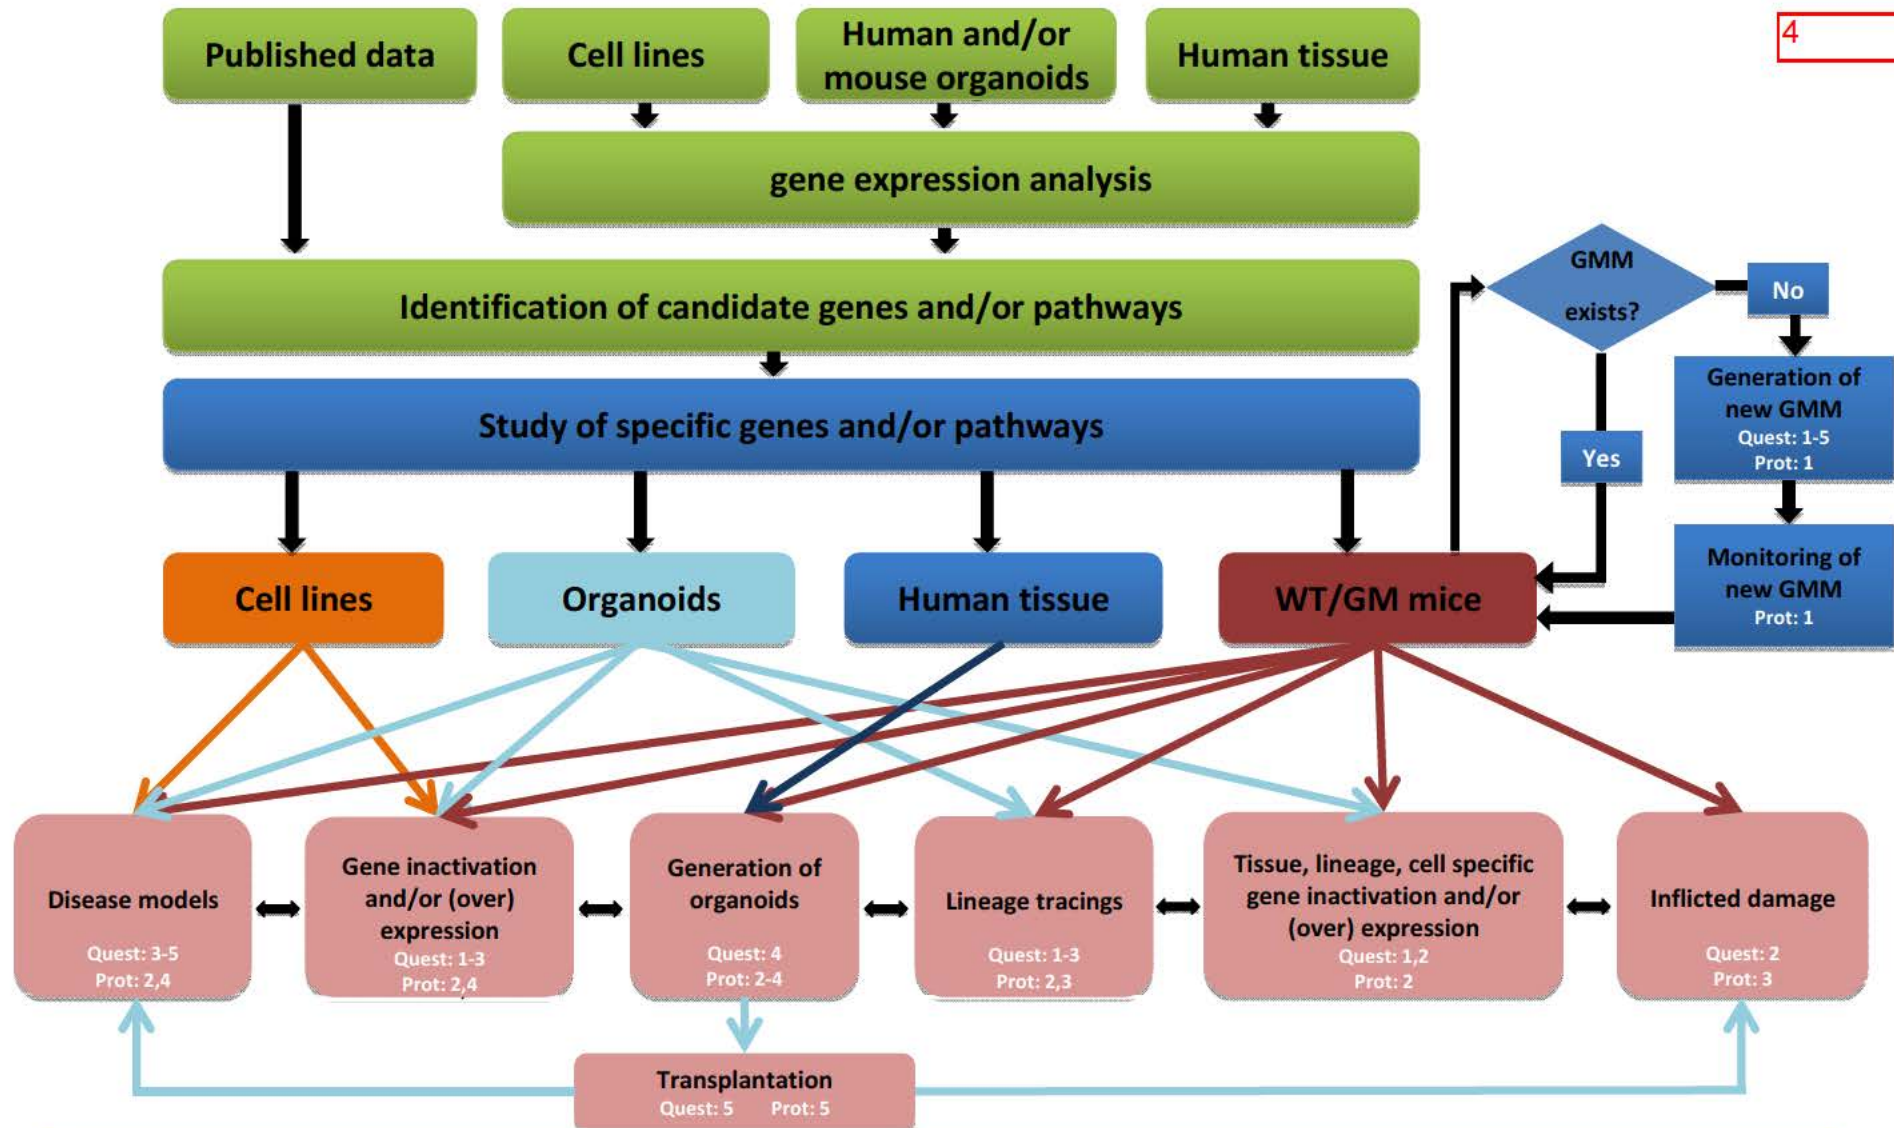 4
Published data
Cell lines
Human and/or
mouse organoids
Human tissue
gene expression analysis
Identification of candidate genes and/or pathways
Study of specific genes and/or pathways
GMM
exists?
No
Yes
Generation of
new GMM
Quest: 1-5
Prot: 1
Monitoring of
new GMM
Prot: 1
Cell lines
Organoids
Human tissue
WT/GM mice
Disease models
Quest: 3-5
Prot: 2,4
Gene inactivation
and/or (over)
expression
Quest: 1-3
Prot: 2,4
Generation of
organoids
Quest: 4
Prot: 2-4
Lineage tracings
Quest: 1-3
Prot: 2,3
Tissue, lineage, cell specific
gene inactivation and/or
(over) expression
Quest: 1,2
Prot: 2
Inflicted damage
Quest: 2
Prot: 3
Transplantation
Quest: 5 Prot: 5